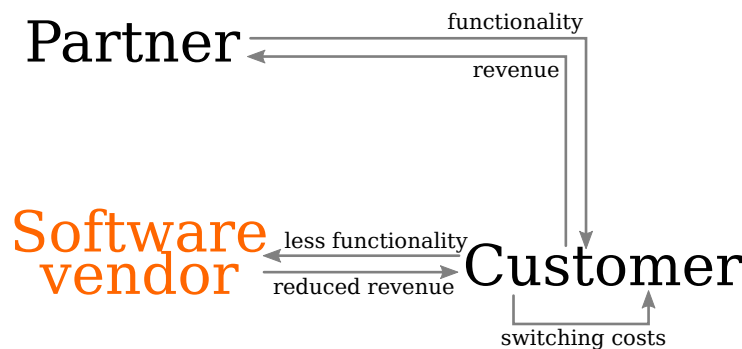 functionality
Partner
revenue
Software
vendor
less functionality
Customer
reduced revenue
switching costs